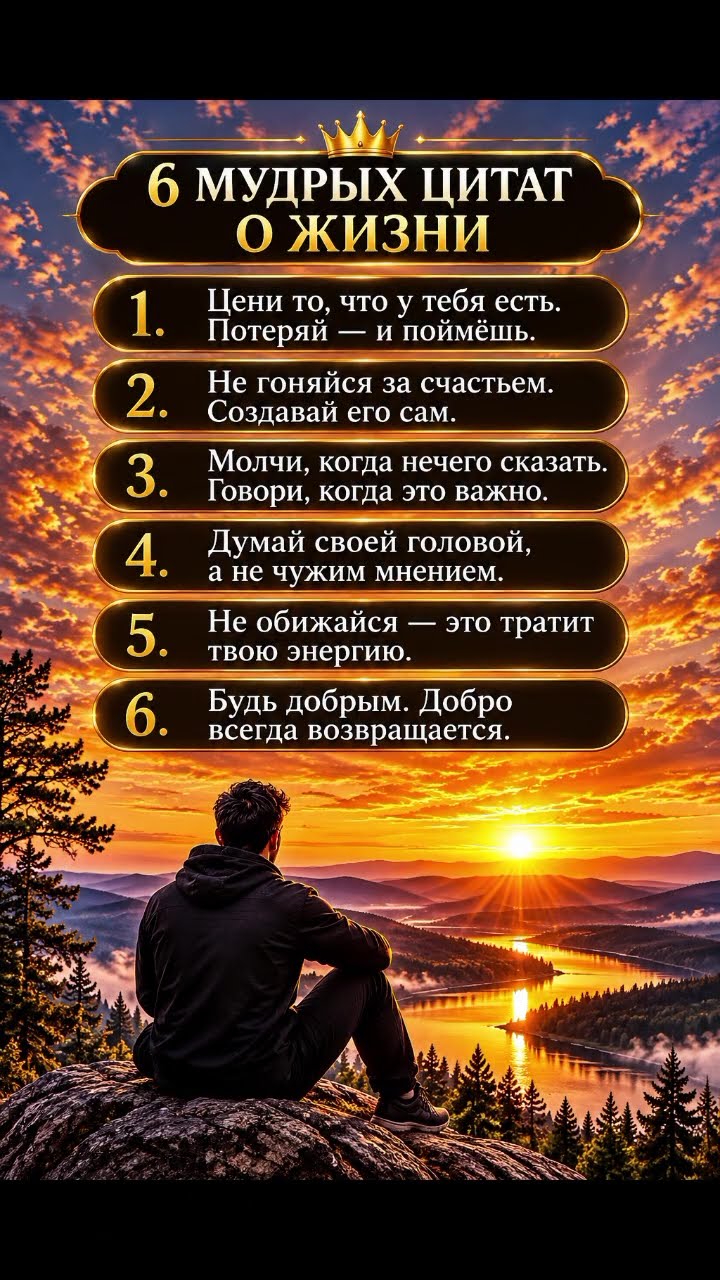 6 МУДРЫХ ЦИТАТ
О ЖИЗНИ
1.
Цени то, что у тебя есть.
Потеряй — и поймёшь.
2.
Не гоняйся за счастьем.
Создавай его сам.
3.
Молчи, когда нечего сказать.
Говори, когда это важно.
4.
Думай своей головой,
а не чужим мнением.
5.
Не обижайся — это тратит
твою энергию.
6.
Будь добрым. Добро
всегда возвращается.